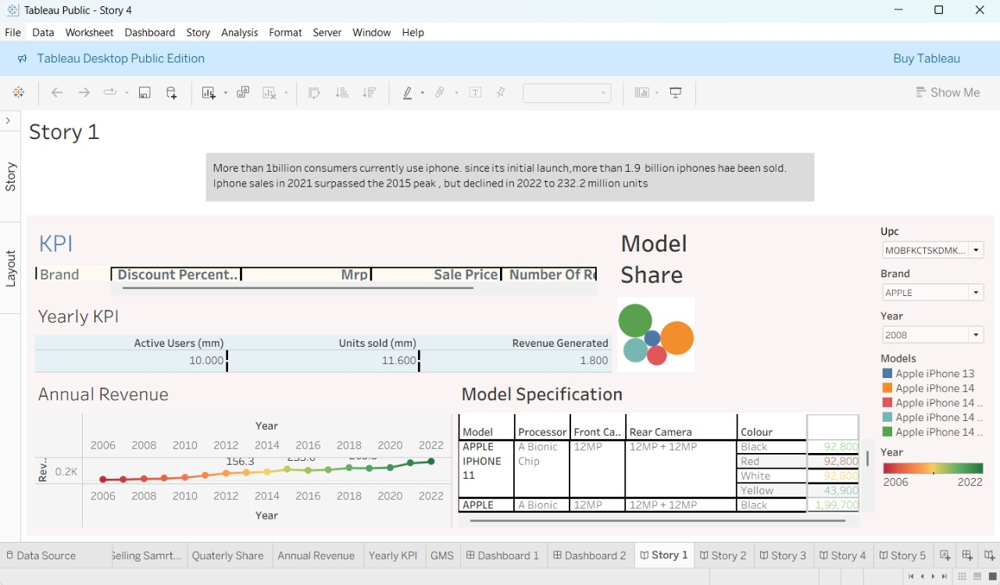 Tableau Public - Story 4
File Data Worksheet Dashboard Story Analysis Format Server Window Help
Tableau Desktop Public Edition
Buy Tableau
Show Me
Story
Layout
Story 1
More than 1billion consumers currently use iphone. since its initial launch,more than 1.9 billion iphones hae been sold.
Iphone sales in 2021 surpassed the 2015 peak , but declined in 2022 to 232.2 million units
KPI
Brand Discount Percent.. Mrp Sale Price Number Of Re
Yearly KPI
Active Users (mm) Units sold (mm) Revenue Generated
10.000 11.600 1.800
Model
Share
Annual Revenue
Year
2006 2008 2010 2012 2014 2016 2018 2020 2022
156.3
Rev..
0.2K
2006 2008 2010 2012 2014 2016 2018 2020 2022
Year
Model Specification
Model Processor Front Ca.. Rear Camera Colour
APPLE IPHONE 11 A Bionic Chip 12MP 12MP + 12MP Black 92,800
Red 92,800
White 92,800
Yellow 43,900
APPLE A Bionic 12MP 12MP + 12MP Black 1,99,700
Upc
MOBFKCTSKDMK...
Brand
APPLE
Year
2008
Models
Apple iPhone 13
Apple iPhone 14
Apple iPhone 14 ..
Apple iPhone 14 ..
Apple iPhone 14 ..
Year
2006 2022
Data Source Selling Samrt... Quaterly Share Annual Revenue Yearly KPI GMS Dashboard 1 Dashboard 2 Story 1 Story 2 Story 3 Story 4 Story 5